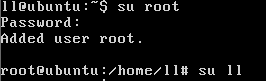 ll@ubuntu:~$ su root
Password:
Added user root.
root@ubuntu:/home/ll# su ll